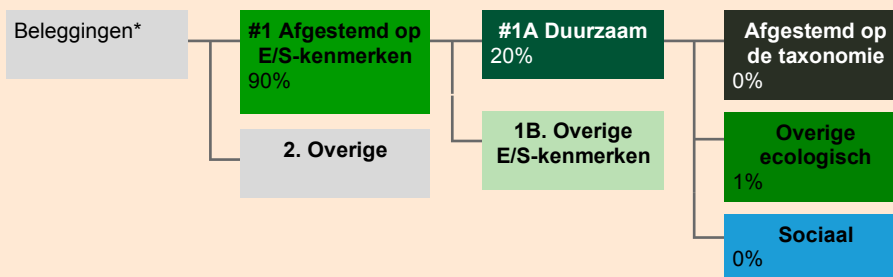 Beleggingen*
#1 Afgestemd op
E/S-kenmerken
90%
2. Overige
#1A Duurzaam
20%
1B. Overige
E/S-kenmerken
Afgestemd op
de taxonomie
0%
Overige
ecologisch
1%
Sociaal
0%